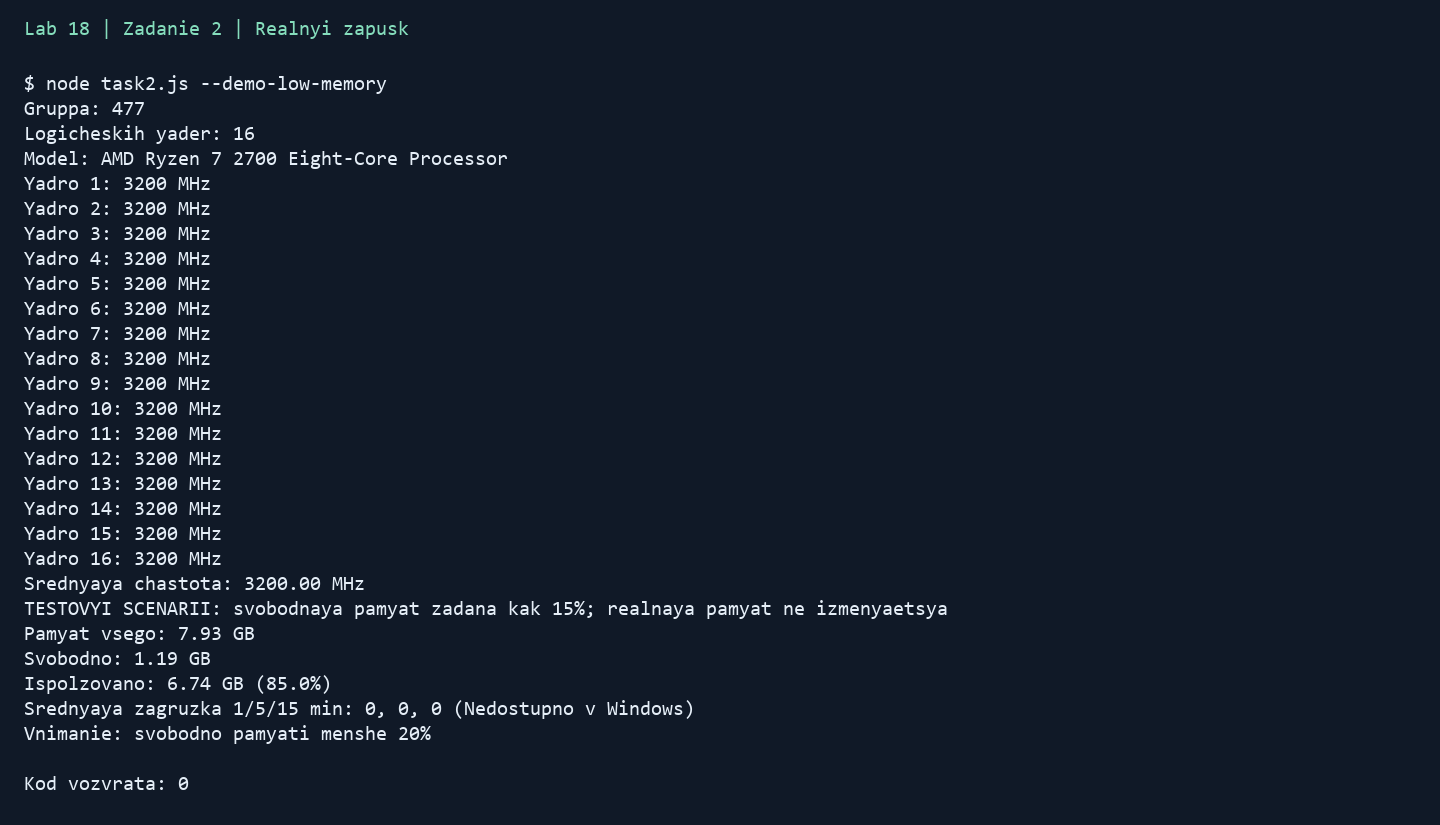 Lab 18 | Zadanie 2 | Realnyi zapusk
$ node task2.js --demo-low-memory
Gruppa: 477
Logicheskih yader: 16
Model: AMD Ryzen 7 2700 Eight-Core Processor
Yadro 1: 3200 MHz
Yadro 2: 3200 MHz
Yadro 3: 3200 MHz
Yadro 4: 3200 MHz
Yadro 5: 3200 MHz
Yadro 6: 3200 MHz
Yadro 7: 3200 MHz
Yadro 8: 3200 MHz
Yadro 9: 3200 MHz
Yadro 10: 3200 MHz
Yadro 11: 3200 MHz
Yadro 12: 3200 MHz
Yadro 13: 3200 MHz
Yadro 14: 3200 MHz
Yadro 15: 3200 MHz
Yadro 16: 3200 MHz
Srednyaya chastota: 3200.00 MHz
TESTOVYI SCENARII: svobodnaya pamyat zadana kak 15%; realnaya pamyat ne izmenyaetsya
Pamyat vsego: 7.93 GB
Svobodno: 1.19 GB
Ispolzovano: 6.74 GB (85.0%)
Srednyaya zagruzka 1/5/15 min: 0, 0, 0 (Nedostupno v Windows)
Vnimanie: svobodno pamyati menshe 20%
Kod vozvrata: 0